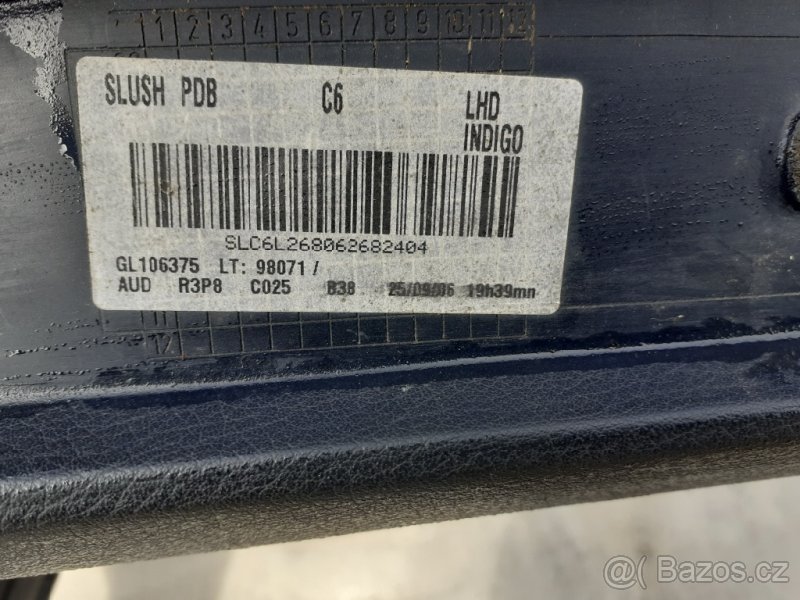 1 2 3 4 5 6 7 8 9 10 11 12
SLUSH PDB C6 LHD
INDIGO
SLC6L268062682404
GL106375 LT: 98071 /
AUD R3P8 C025 B38 25/09/06 19h39mn
12
Bazos.cz